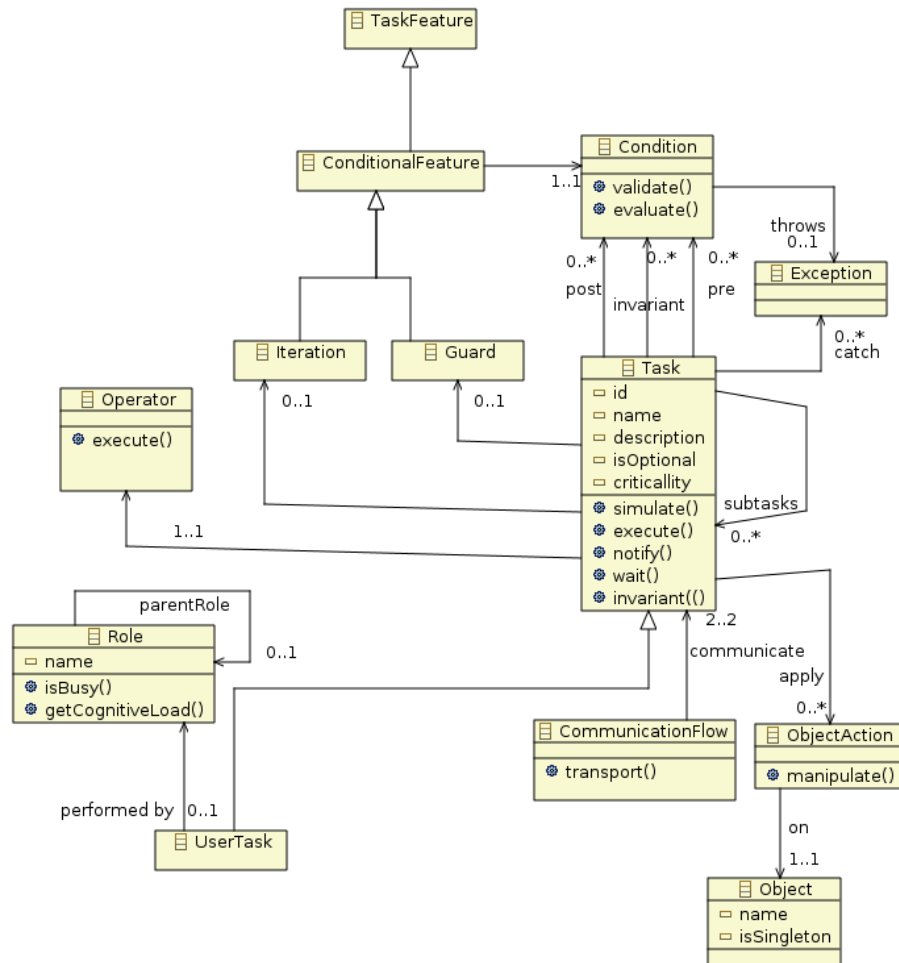 TaskFeature
ConditionalFeature
Condition
1..1
validate()
evaluate()
throws
0..1
Exception
0..*
0..*
0..*
post
invariant
pre
0..*
catch
Iteration
Guard
0..1
0..1
Task
id
name
description
isOptional
criticallity
simulate()
execute()
notify()
wait()
invariant(()
Operator
execute()
1..1
subtasks
0..*
parentRole
0..1
Role
name
isBusy()
getCognitiveLoad()
2..2
communicate
apply
0..*
CommunicationFlow
transport()
ObjectAction
manipulate()
performed by
0..1
UserTask
on
1..1
Object
name
isSingleton